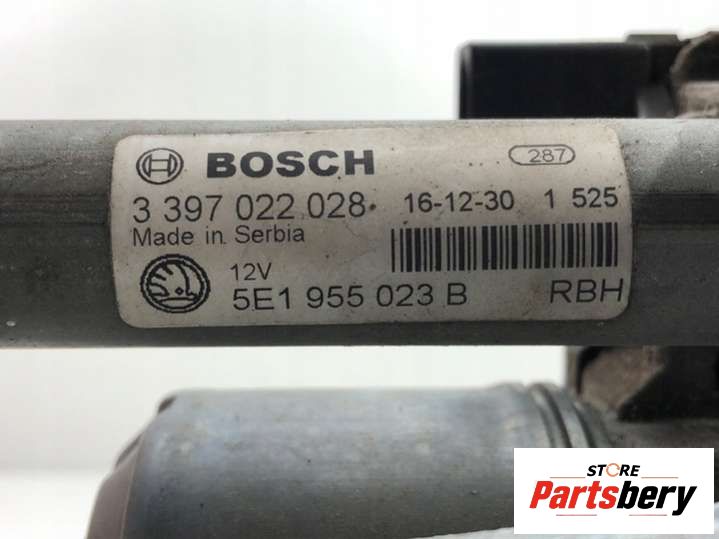 BOSCH 287
3 397 022 028 16-12-30 1 525
Made in Serbia
12V
5E1 955 023 B RBH
STORE
Partsbery